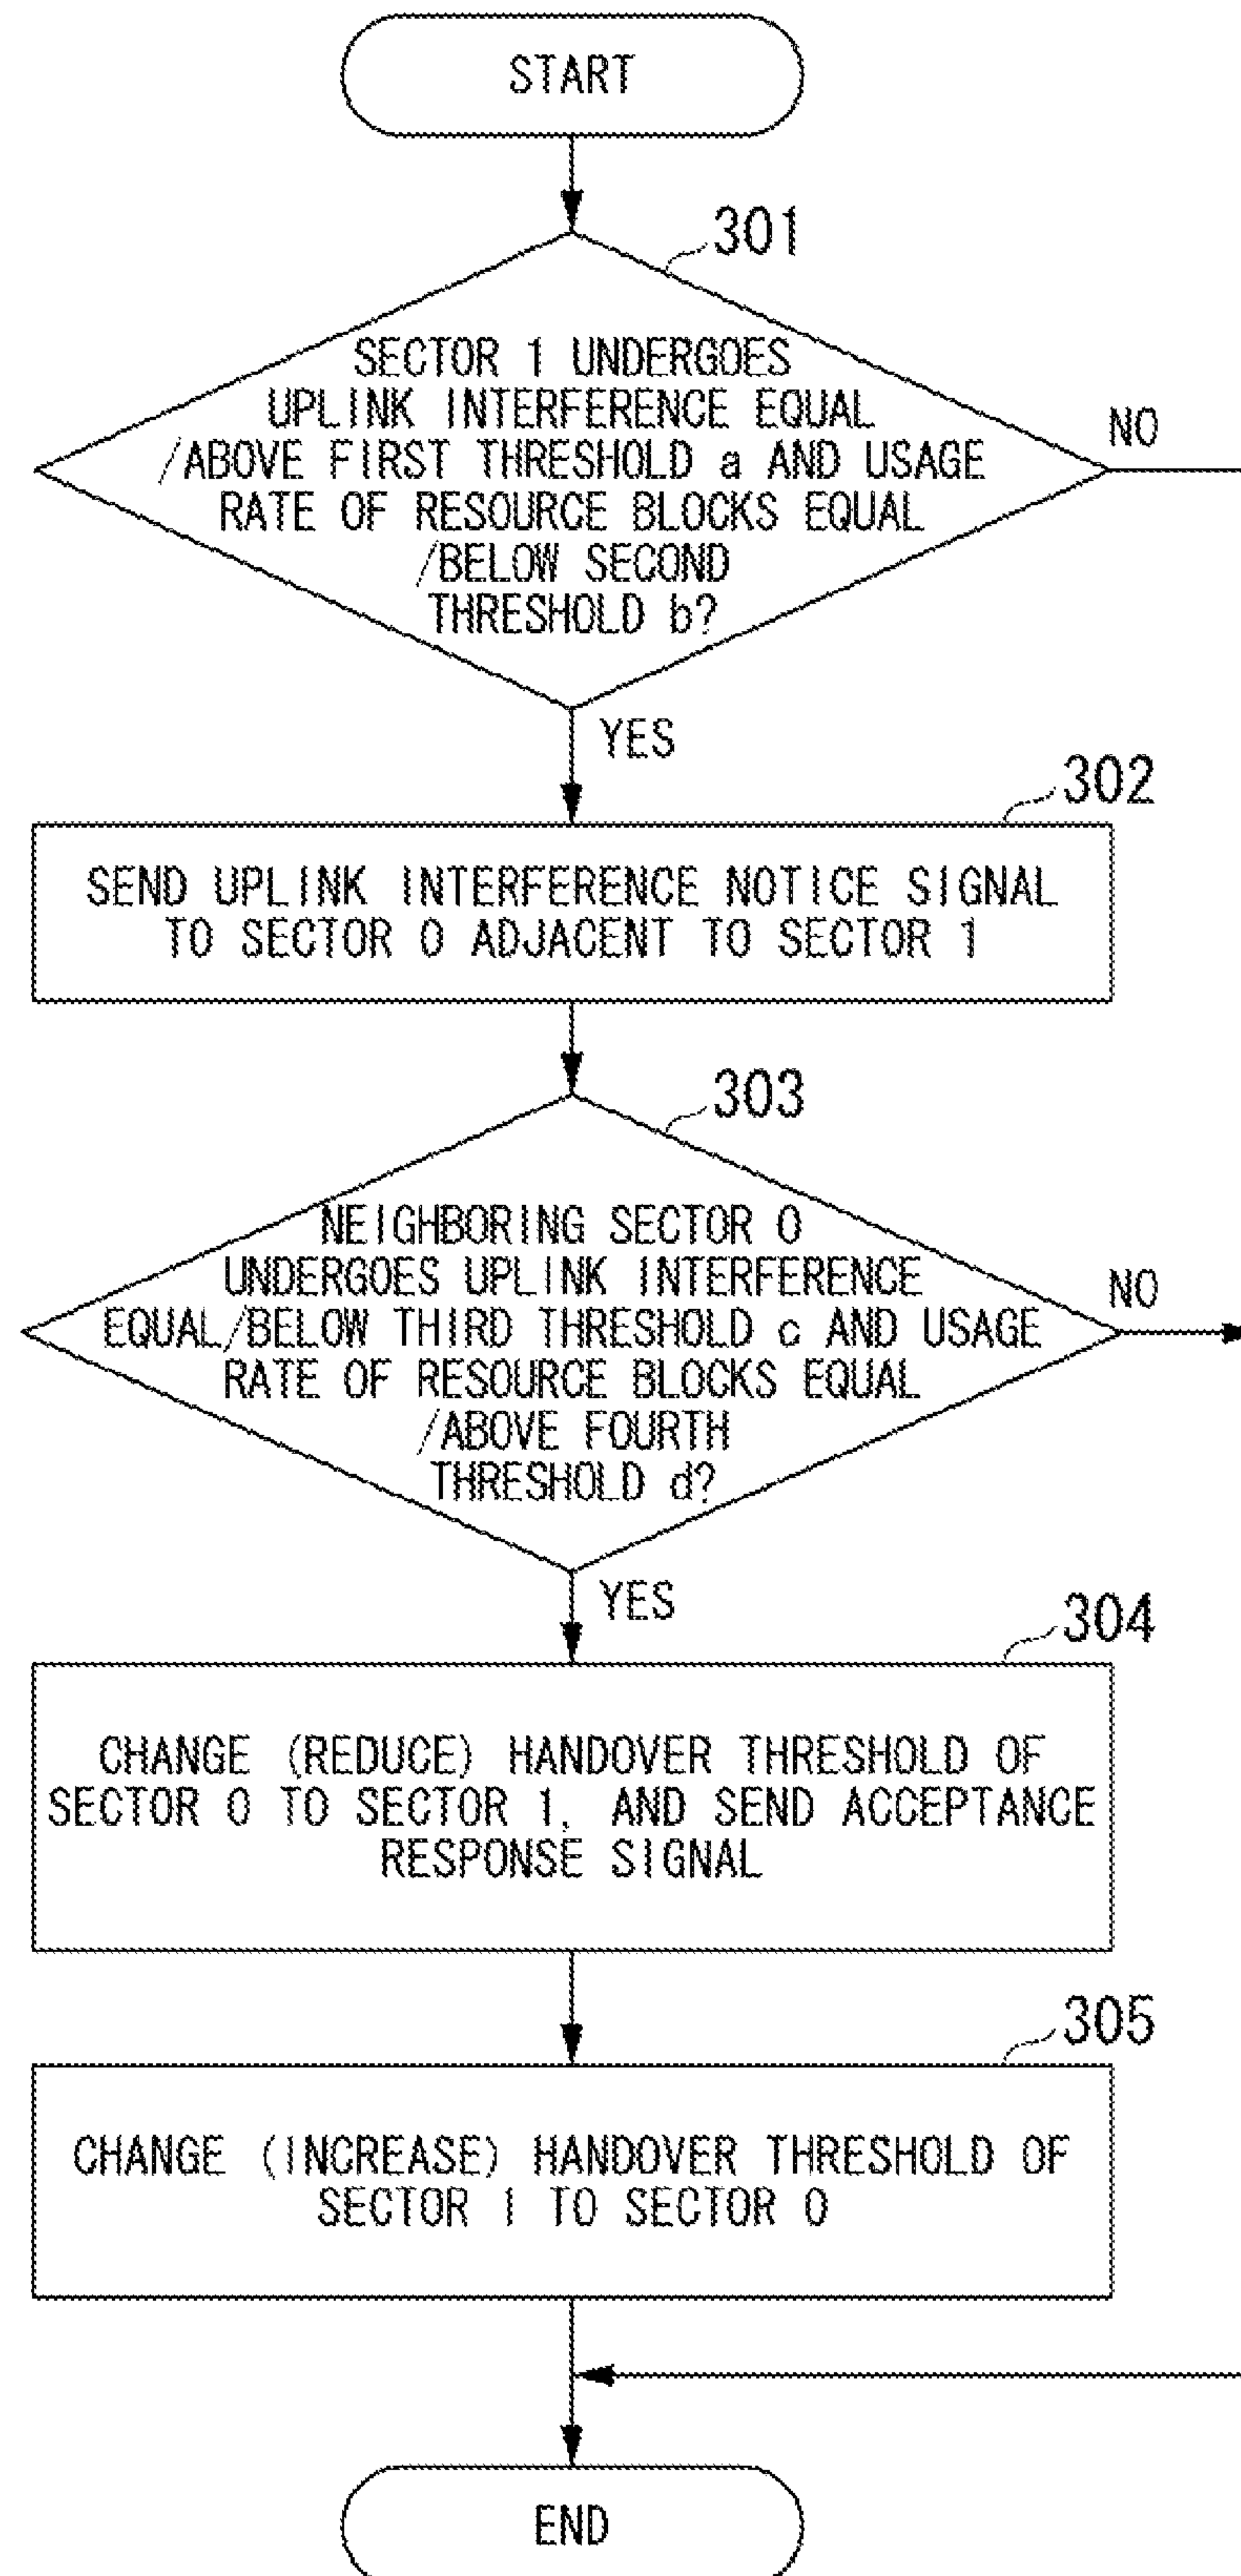 START
301
SECTOR 1 UNDERGOES
UPLINK INTERFERENCE EQUAL
/ABOVE FIRST THRESHOLD a AND USAGE
RATE OF RESOURCE BLOCKS EQUAL
/BELOW SECOND
THRESHOLD b?
NO
YES
302
SEND UPLINK INTERFERENCE NOTICE SIGNAL
TO SECTOR 0 ADJACENT TO SECTOR 1
303
NEIGHBORING SECTOR 0
UNDERGOES UPLINK INTERFERENCE
EQUAL/BELOW THIRD THRESHOLD c AND USAGE
RATE OF RESOURCE BLOCKS EQUAL
/ABOVE FOURTH
THRESHOLD d?
NO
YES
304
CHANGE (REDUCE) HANDOVER THRESHOLD OF
SECTOR 0 TO SECTOR 1, AND SEND ACCEPTANCE
RESPONSE SIGNAL
305
CHANGE (INCREASE) HANDOVER THRESHOLD OF
SECTOR 1 TO SECTOR 0
END